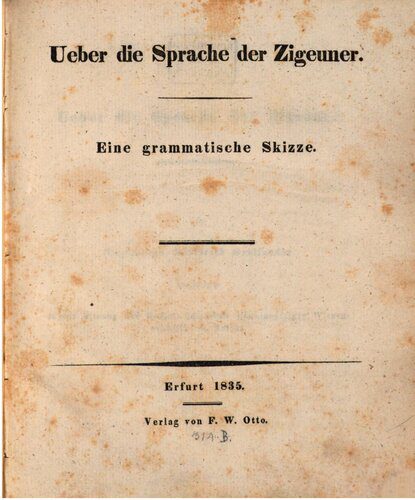 Ueber die Sprache der Zigeuner.
Eine grammatische Skizze.
Erfurt 1835.
Verlag von F. W. Otto.